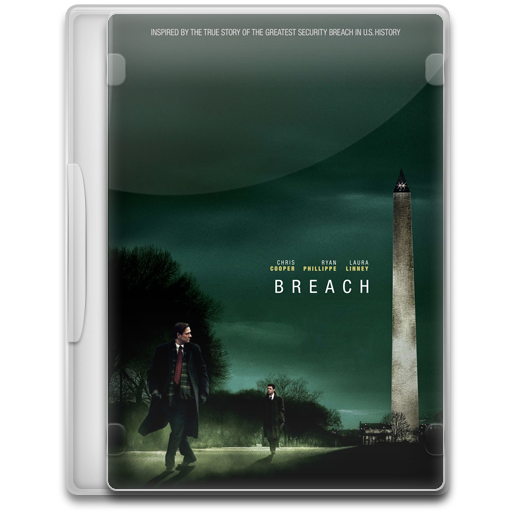 INSPIRED BY THE TRUE STORY OF THE GREATEST SECURITY BREACH IN U.S. HISTORY
CHRIS RYAN LAURA
COOPER PHILLIPPE LINNEY
BREACH